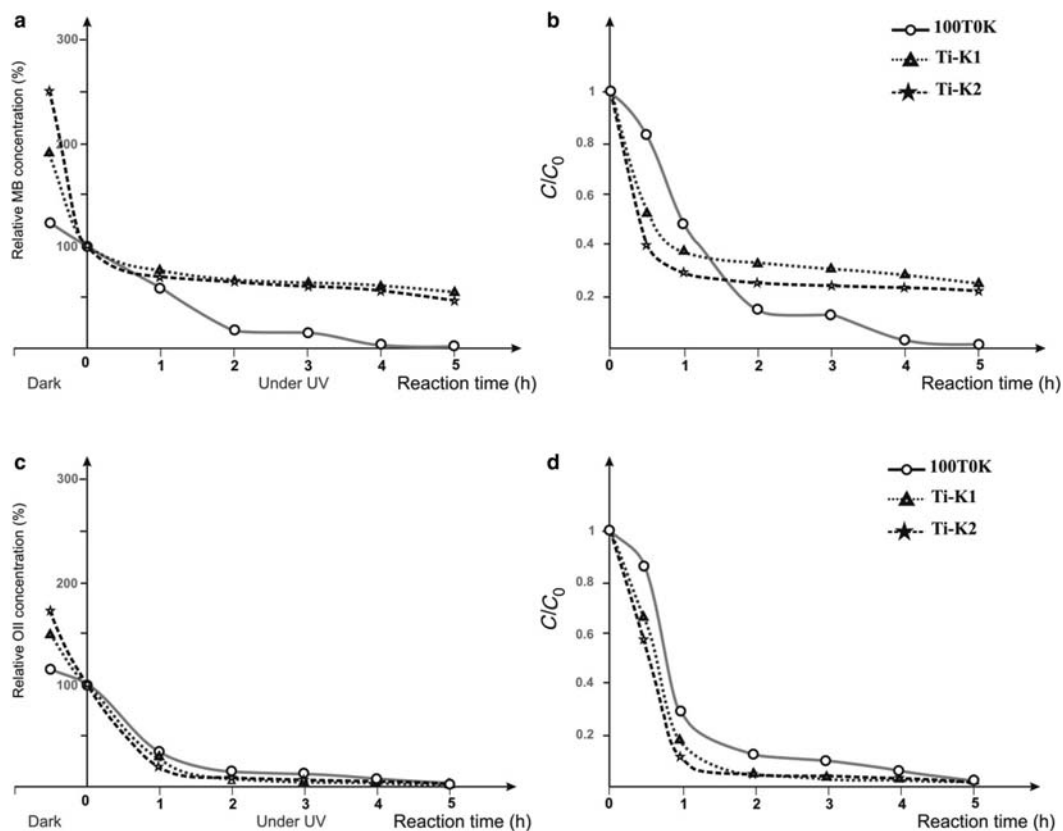 a
Relative MB concentration (%)
300
200
100
0 1 2 3 4 5
Dark Under UV Reaction time (h)
b
100T0K
Ti-K1
Ti-K2
C/C0
1
0.8
0.6
0.4
0.2
0 1 2 3 4 5
Reaction time (h)
c
Relative OII concentration (%)
300
200
100
0 1 2 3 4 5
Dark Under UV Reaction time (h)
d
100T0K
Ti-K1
Ti-K2
C/C0
1
0.8
0.6
0.4
0.2
0 1 2 3 4 5
Reaction time (h)